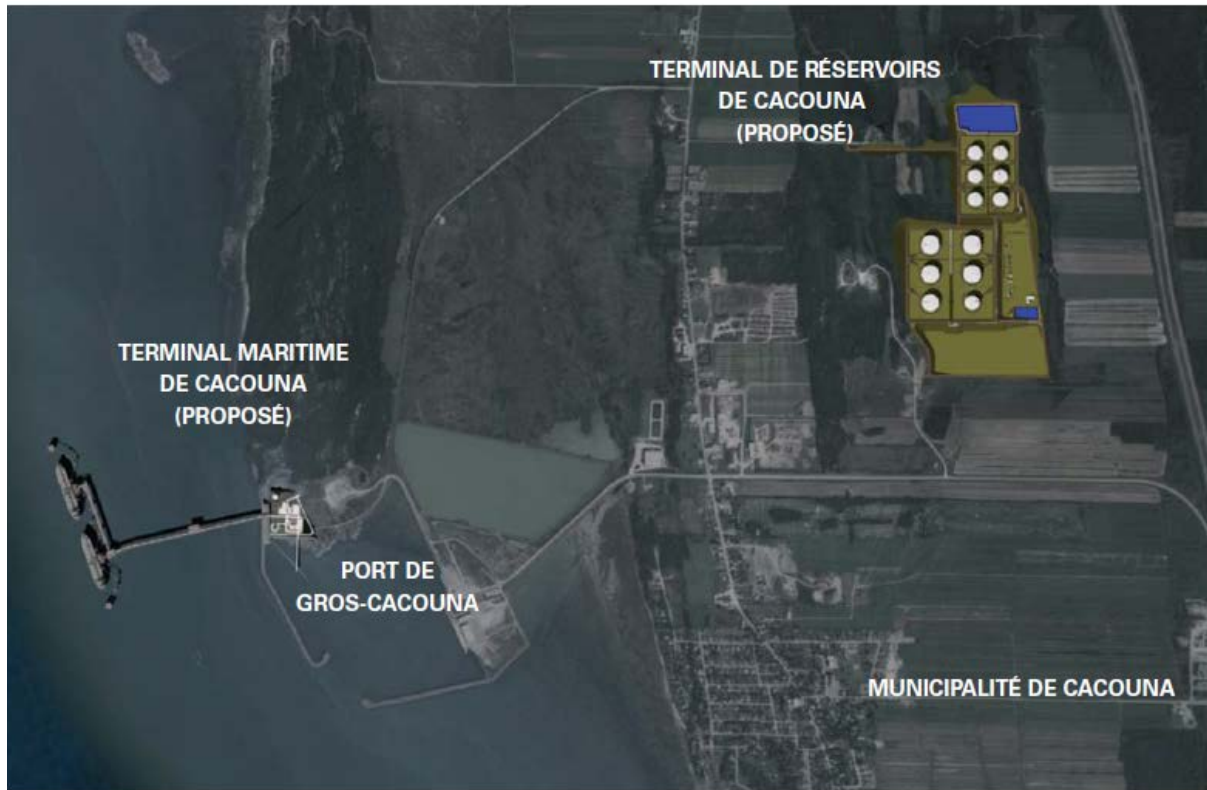 TERMINAL DE RÉSERVOIRS
DE CACOUNA
(PROPOSÉ)
TERMINAL MARITIME
DE CACOUNA
(PROPOSÉ)
PORT DE
GROS-CACOUNA
MUNICIPALITÉ DE CACOUNA